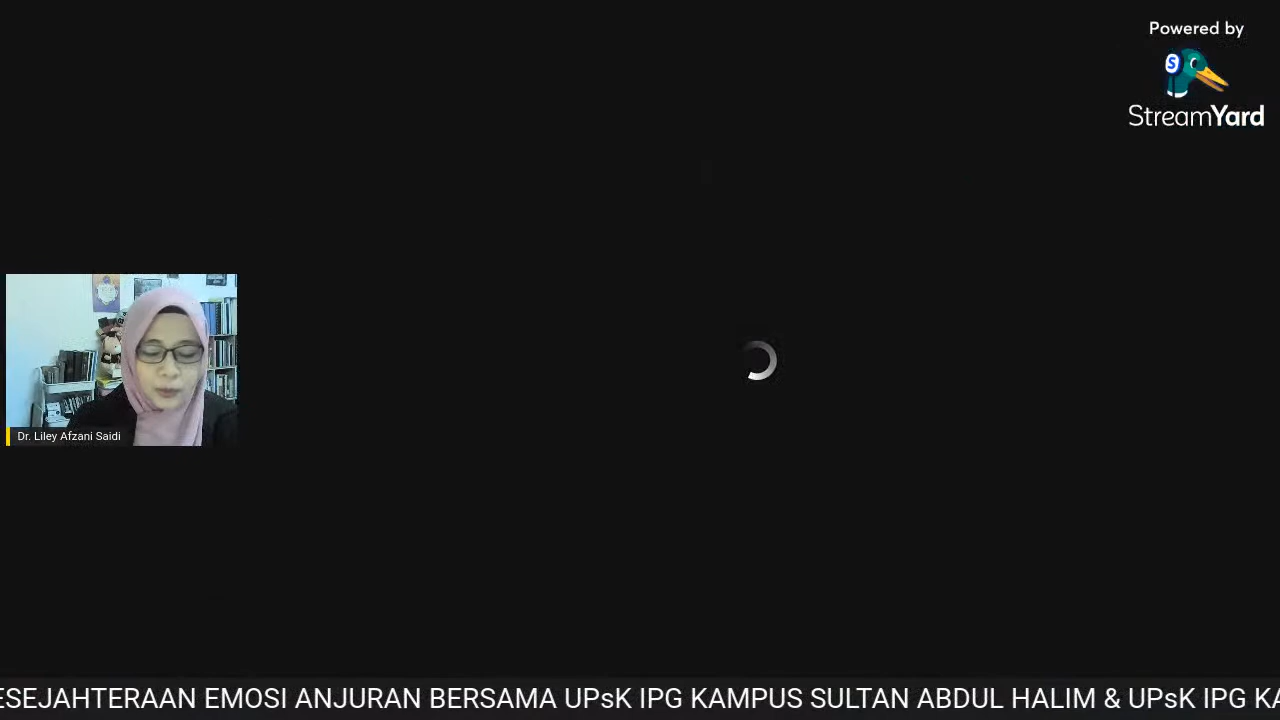 Powered by
S
StreamYard
Dr. Liley Afzani Saidi
ESEJAHTERAAN EMOSI ANJURAN BERSAMA UPsK IPG KAMPUS SULTAN ABDUL HALIM & UPsK IPG KA